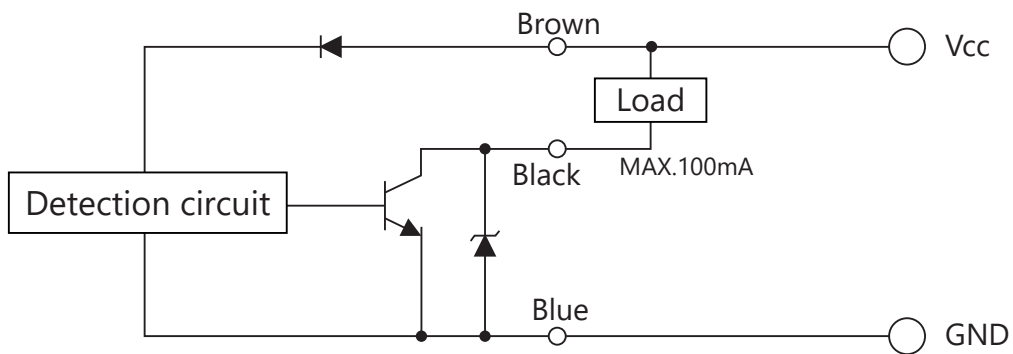 Brown
Vcc
Load
Black
MAX.100mA
Detection circuit
Blue
GND